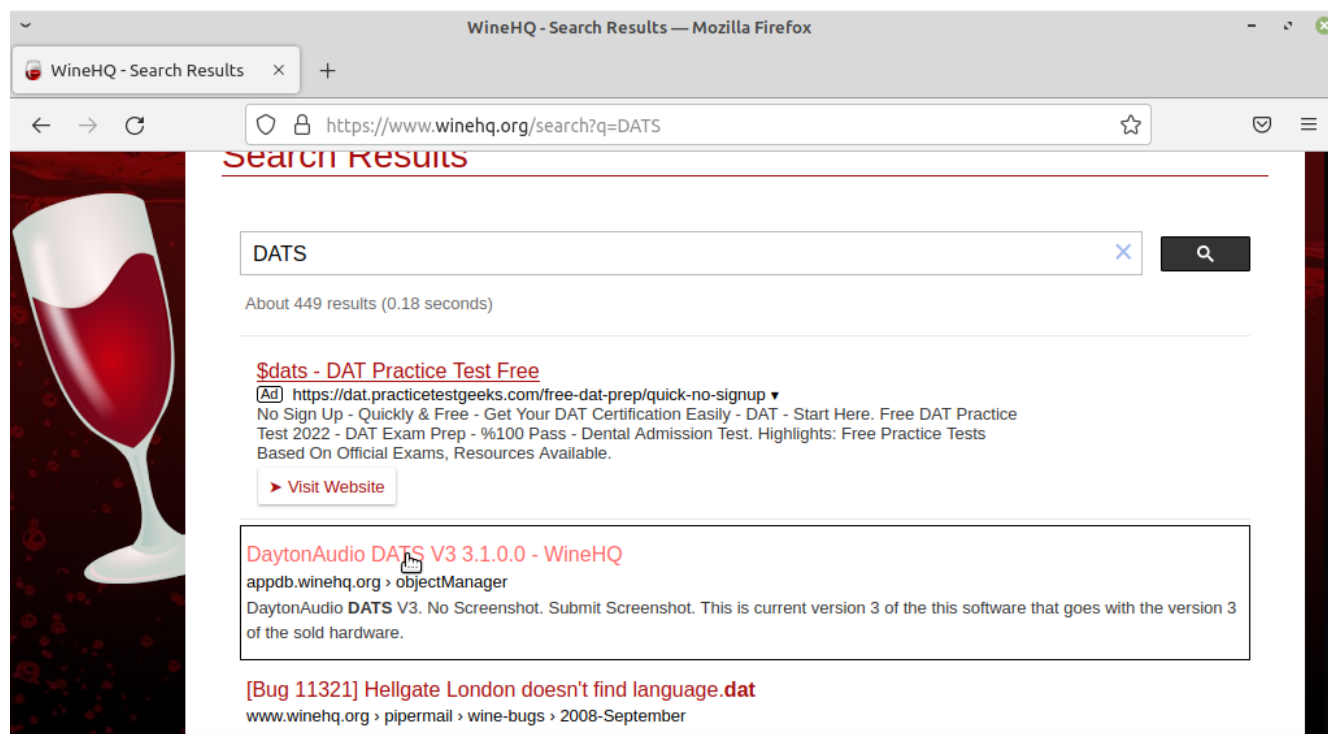 WineHQ - Search Results — Mozilla Firefox
WineHQ - Search Results
https://www.winehq.org/search?q=DATS
Search Results
DATS
About 449 results (0.18 seconds)
$dats - DAT Practice Test Free
Ad https://dat.practicetestgeeks.com/free-dat-prep/quick-no-signup ▾
No Sign Up - Quickly & Free - Get Your DAT Certification Easily - DAT - Start Here. Free DAT Practice
Test 2022 - DAT Exam Prep - %100 Pass - Dental Admission Test. Highlights: Free Practice Tests
Based On Official Exams, Resources Available.
➤ Visit Website
DaytonAudio DATS V3 3.1.0.0 - WineHQ
appdb.winehq.org › objectManager
DaytonAudio DATS V3. No Screenshot. Submit Screenshot. This is current version 3 of the this software that goes with the version 3
of the sold hardware.
[Bug 11321] Hellgate London doesn't find language.dat
www.winehq.org › pipermail › wine-bugs › 2008-September